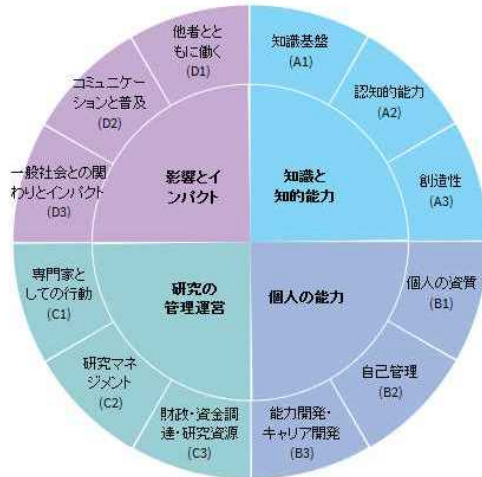 他者とと
もに働く
(D1)
知識基盤
(A1)
コミュニケー
ションと普及
(D2)
認知的能力
(A2)
一般社会との関
わりとインパクト
(D3)
影響とイ
ンパクト
知識と
知的能力
創造性
(A3)
専門家と
しての行動
(C1)
研究の
管理運営
個人の能力
個人の資質
(B1)
研究マネ
ジメント
(C2)
自己管理
(B2)
財政・資金調
達・研究資源
(C3)
能力開発・
キャリア開発
(B3)